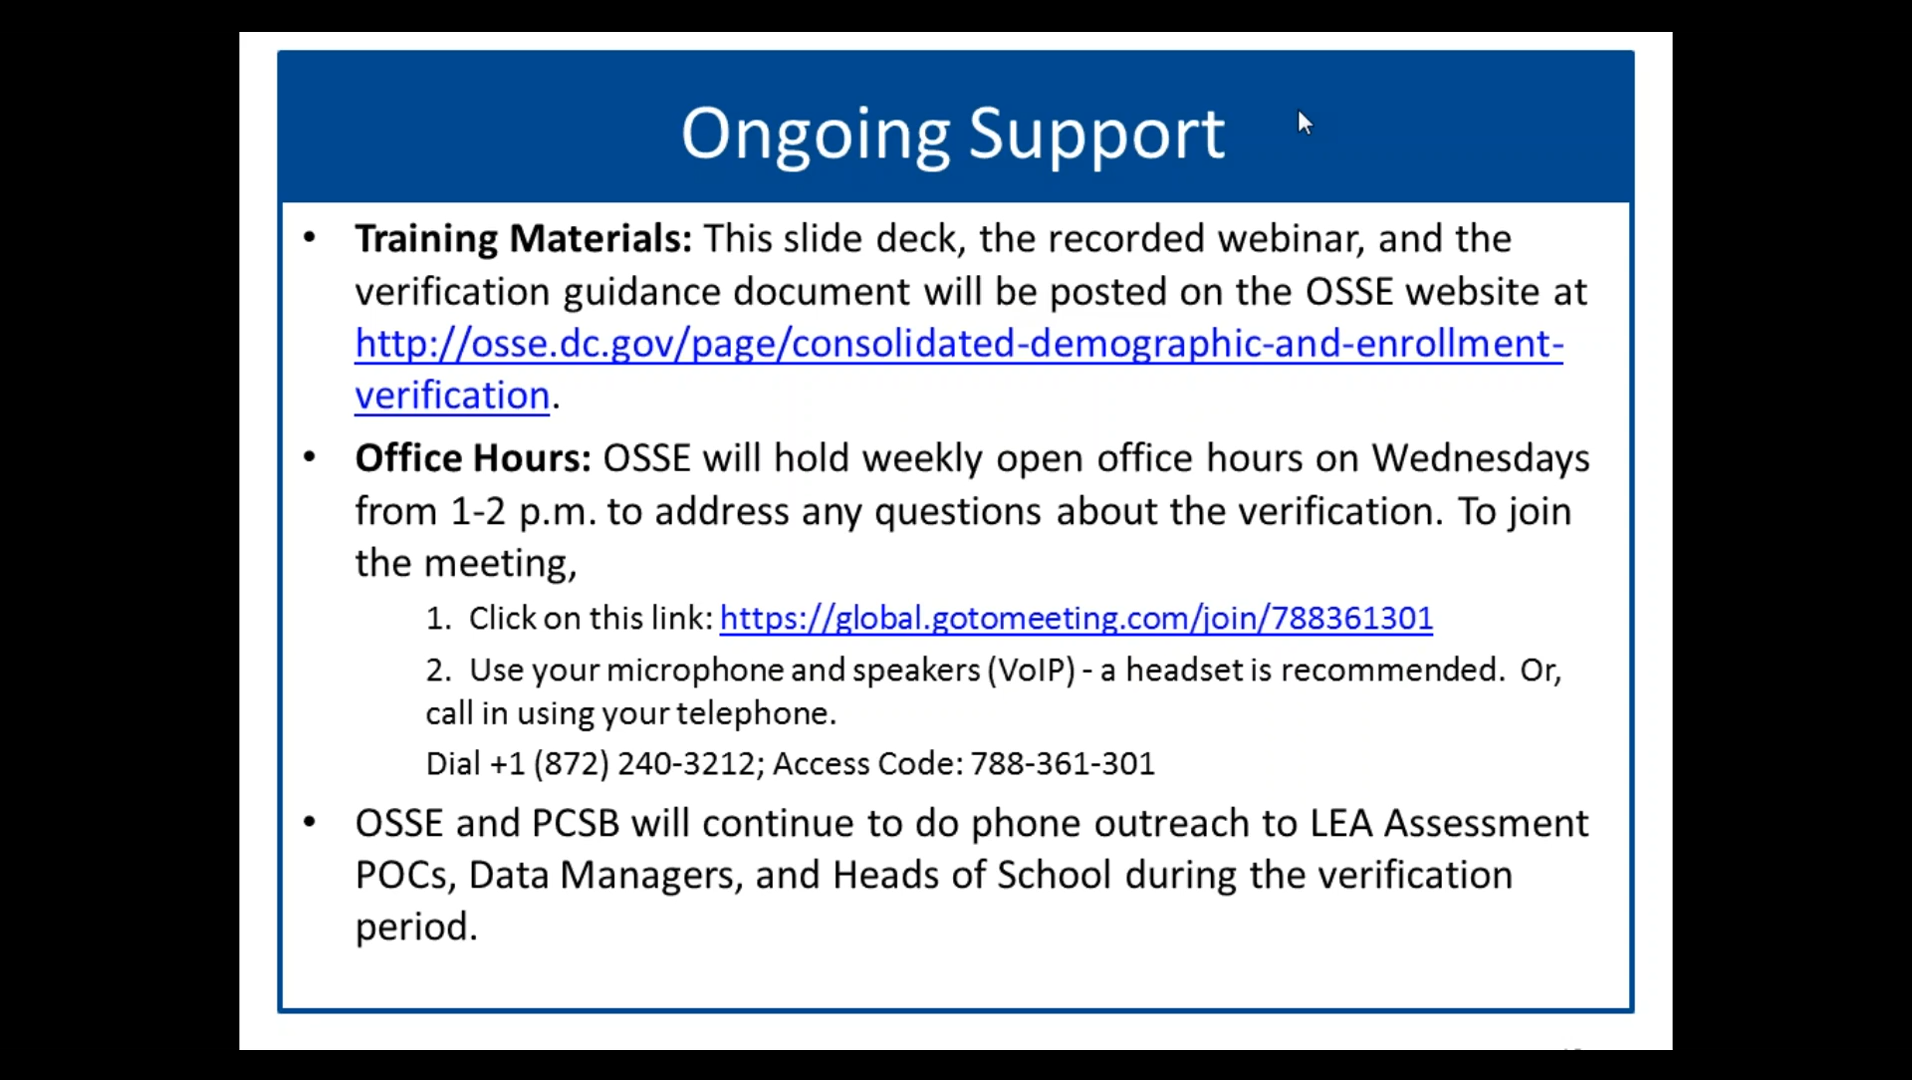 Ongoing Support
• Training Materials: This slide deck, the recorded webinar, and the
verification guidance document will be posted on the OSSE website at
http://osse.dc.gov/page/consolidated-demographic-and-enrollment-
verification.
• Office Hours: OSSE will hold weekly open office hours on Wednesdays
from 1-2 p.m. to address any questions about the verification. To join
the meeting,
1. Click on this link: https://global.gotomeeting.com/join/788361301
2. Use your microphone and speakers (VoIP) - a headset is recommended. Or,
call in using your telephone.
Dial +1 (872) 240-3212; Access Code: 788-361-301
• OSSE and PCSB will continue to do phone outreach to LEA Assessment
POCs, Data Managers, and Heads of School during the verification
period.